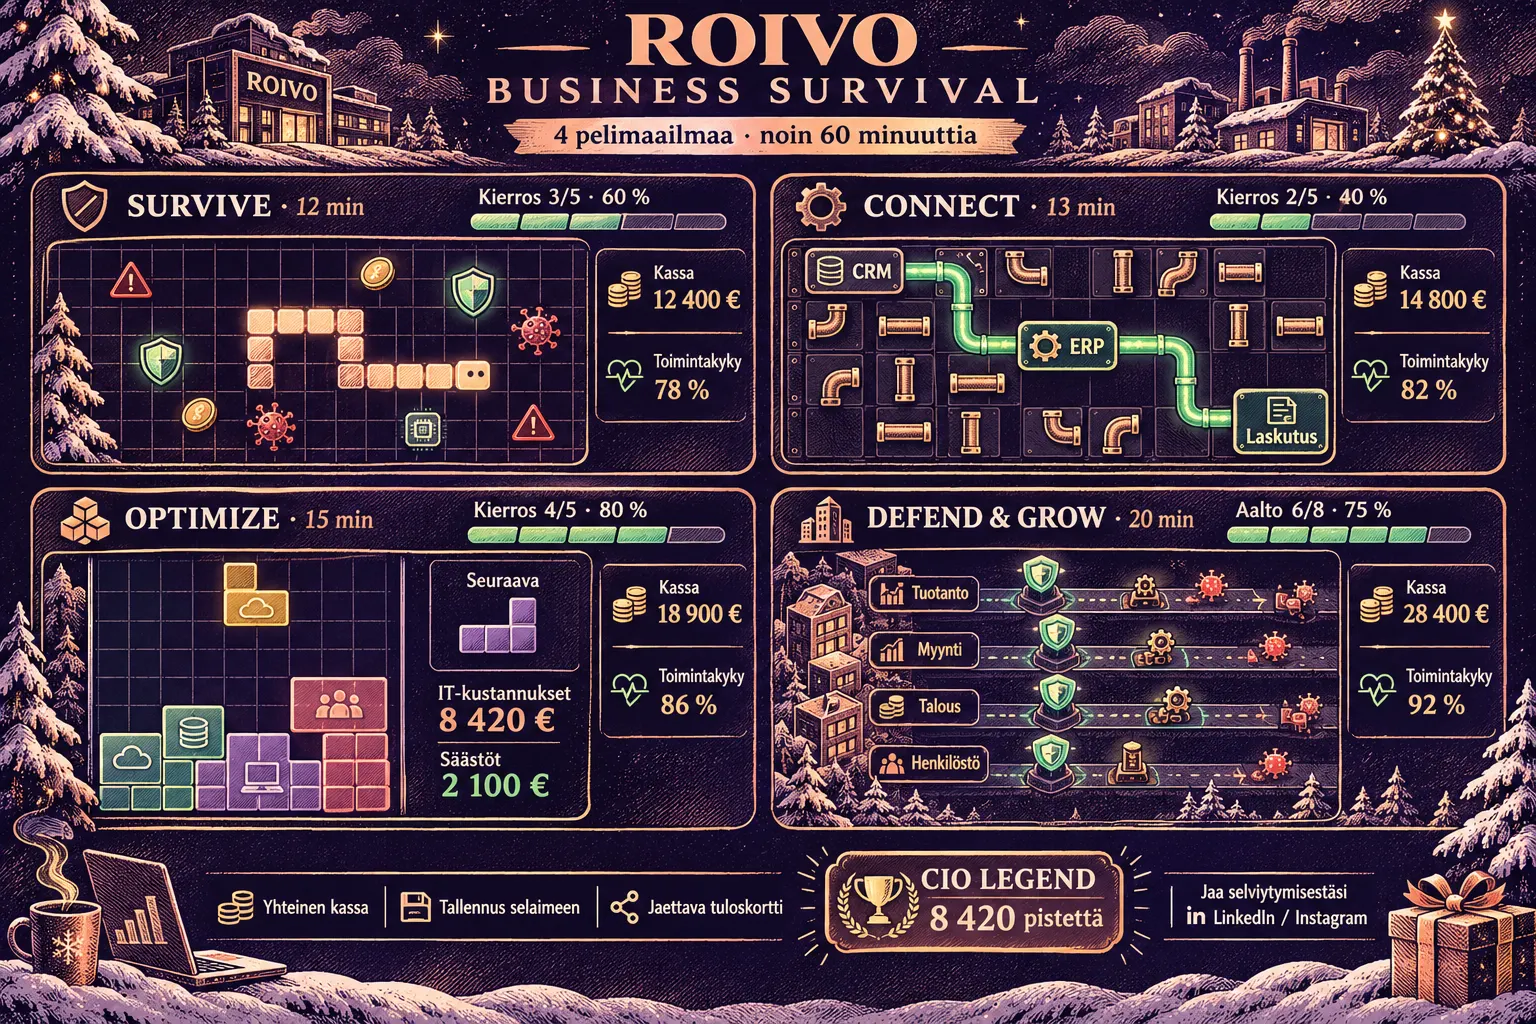 ROIVO
ROIVO
BUSINESS SURVIVAL
4 pelimaailmaa · noin 60 minuuttia
SURVIVE · 12 min
Kierros 3/5 · 60 %
Kassa
12 400 €
Toimintakyky
78 %
CONNECT · 13 min
Kierros 2/5 · 40 %
CRM
ERP
Laskutus
Kassa
14 800 €
Toimintakyky
82 %
OPTIMIZE · 15 min
Kierros 4/5 · 80 %
Seuraava
IT-kustannukset
8 420 €
Säästöt
2 100 €
Kassa
18 900 €
Toimintakyky
86 %
DEFEND & GROW · 20 min
Aalto 6/8 · 75 %
Tuotanto
Myynti
Talous
Henkilöstö
Kassa
28 400 €
Toimintakyky
92 %
Yhteinen kassa
Tallennus selaimeen
Jaettava tuloskortti
CIO LEGEND
8 420 pistettä
Jaa selviytymisestäsi
in LinkedIn / Instagram